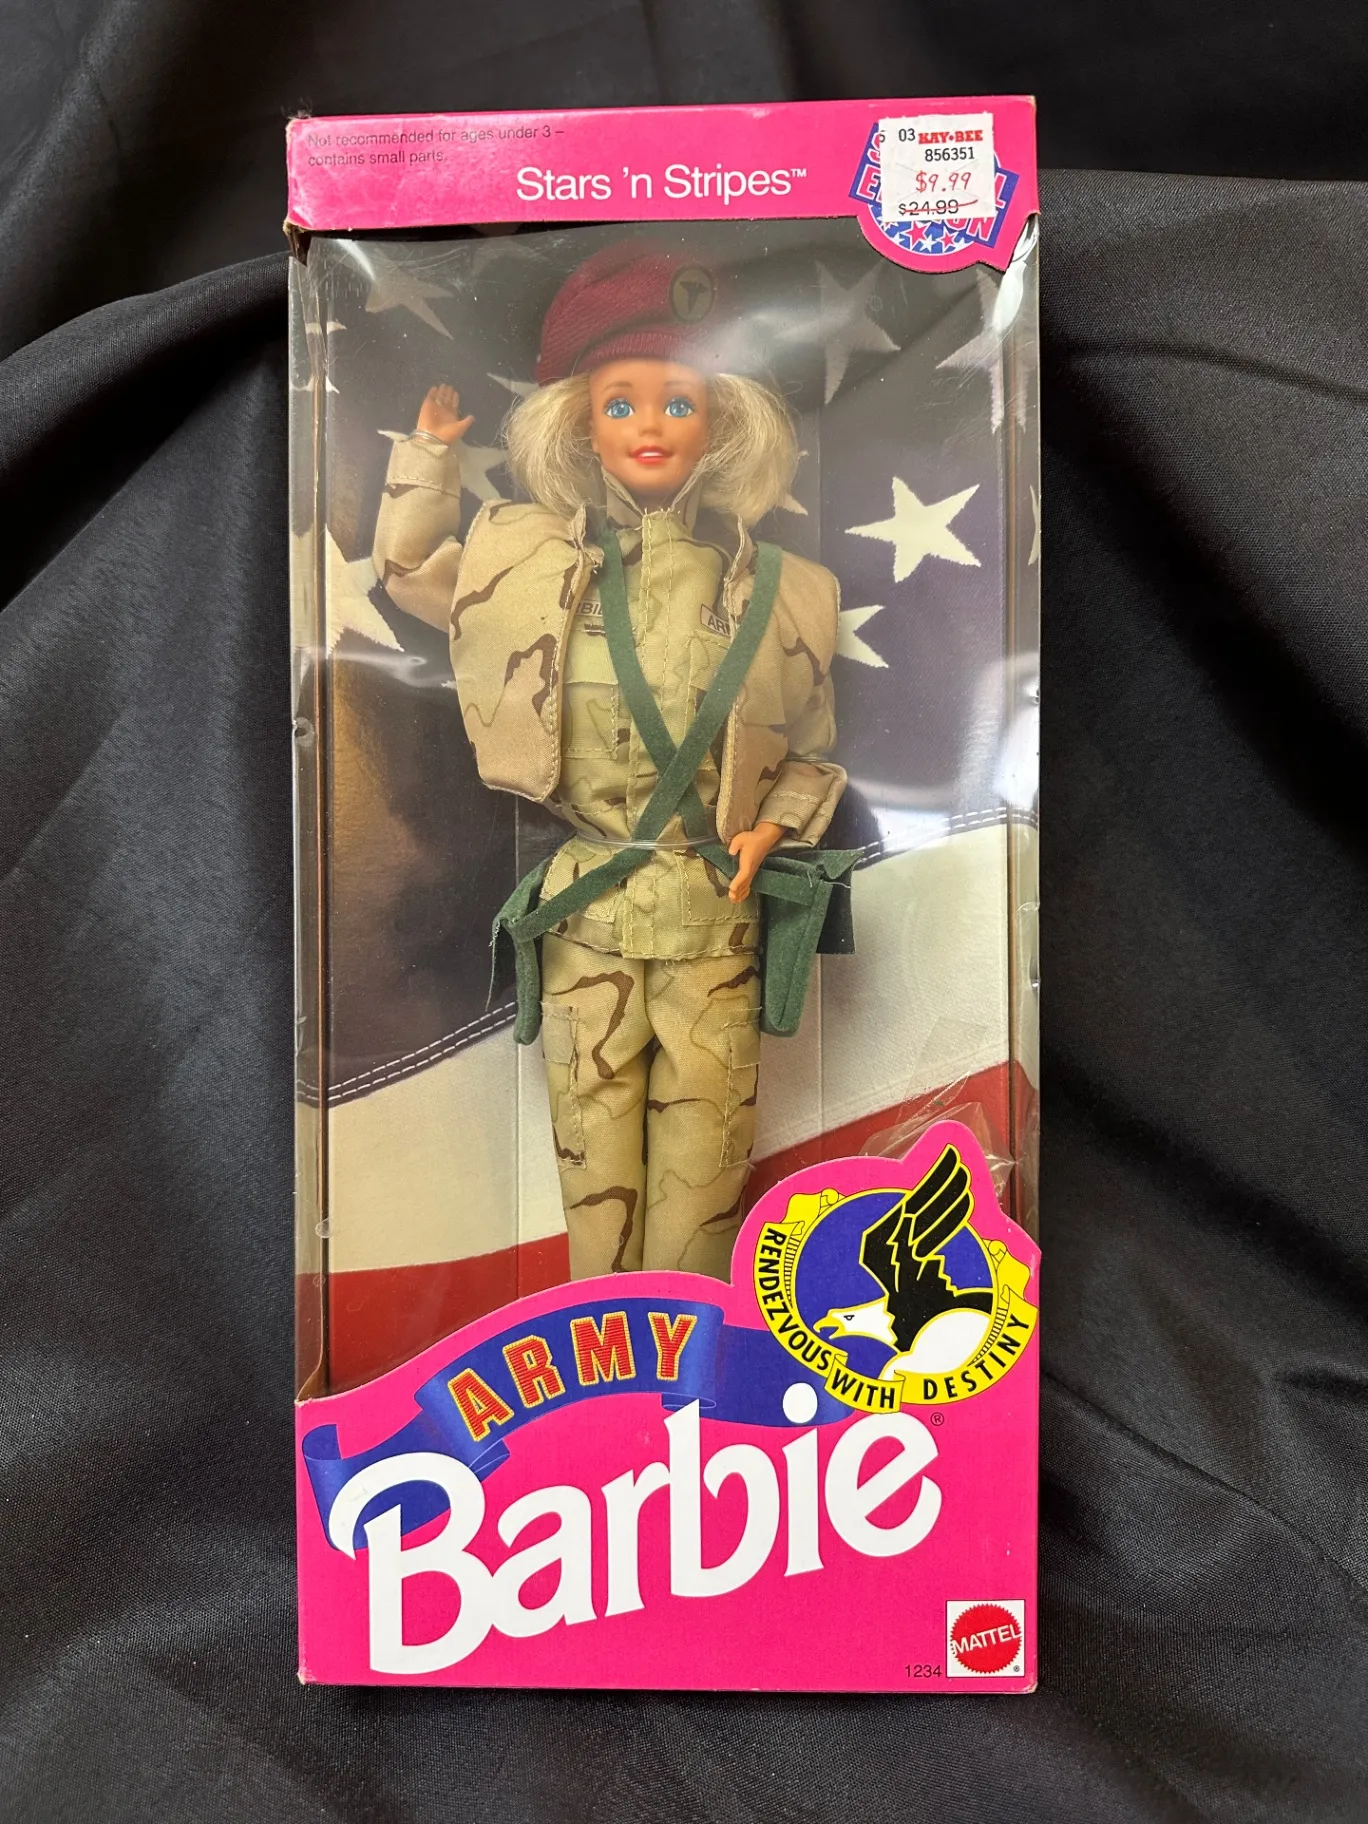 Not recommended for ages under 3 –
contains small parts.
Stars 'n Stripes™
03 KAY•BEE
856351
$9.99
$24.99
ARMY
Barbie®
RENDEZVOUS WITH DESTINY
1234
MATTEL®